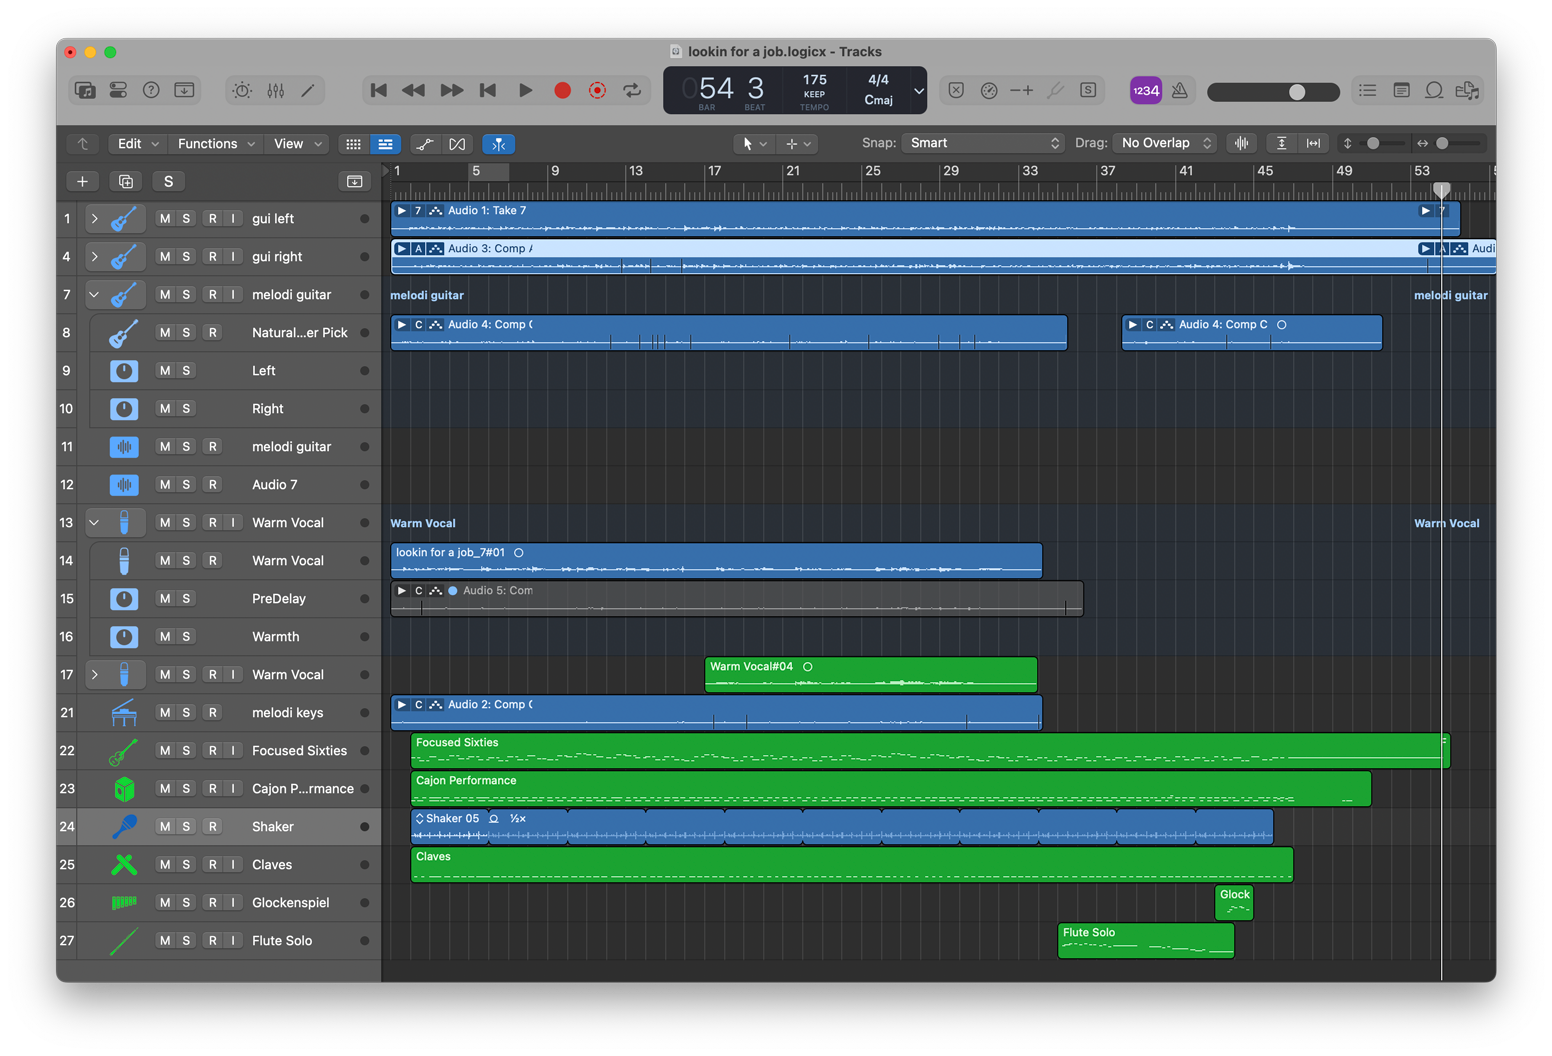 lookin for a job.logicx - Tracks
054 3 175 4/4
KEEP Cmaj
BAR BEAT TEMPO
1234
S
Edit Functions View Snap: Smart Drag: No Overlap
S 1 5 9 13 17 21 25 29 33 37 41 45 49 53
1 M S R I gui left 7 Audio 1: Take 7
4 M S R I gui right A Audio 3: Comp A Audi
7 M S R I melodi guitar melodi guitar melodi guitar
8 M S R Natural...er Pick C Audio 4: Comp C C Audio 4: Comp C
9 M S Left
10 M S Right
11 M S R melodi guitar
12 M S R Audio 7
13 M S R I Warm Vocal Warm Vocal Warm Vocal
14 M S R Warm Vocal lookin for a job_7#01
15 M S PreDelay C Audio 5: Com
16 M S Warmth
17 M S R I Warm Vocal Warm Vocal#04
21 M S R melodi keys C Audio 2: Comp C
22 M S R I Focused Sixties Focused Sixties
23 M S R I Cajon P...rmance Cajon Performance
24 M S R Shaker Shaker 05 ½×
25 M S R I Claves Claves
26 M S R I Glockenspiel Glock
27 M S R I Flute Solo Flute Solo